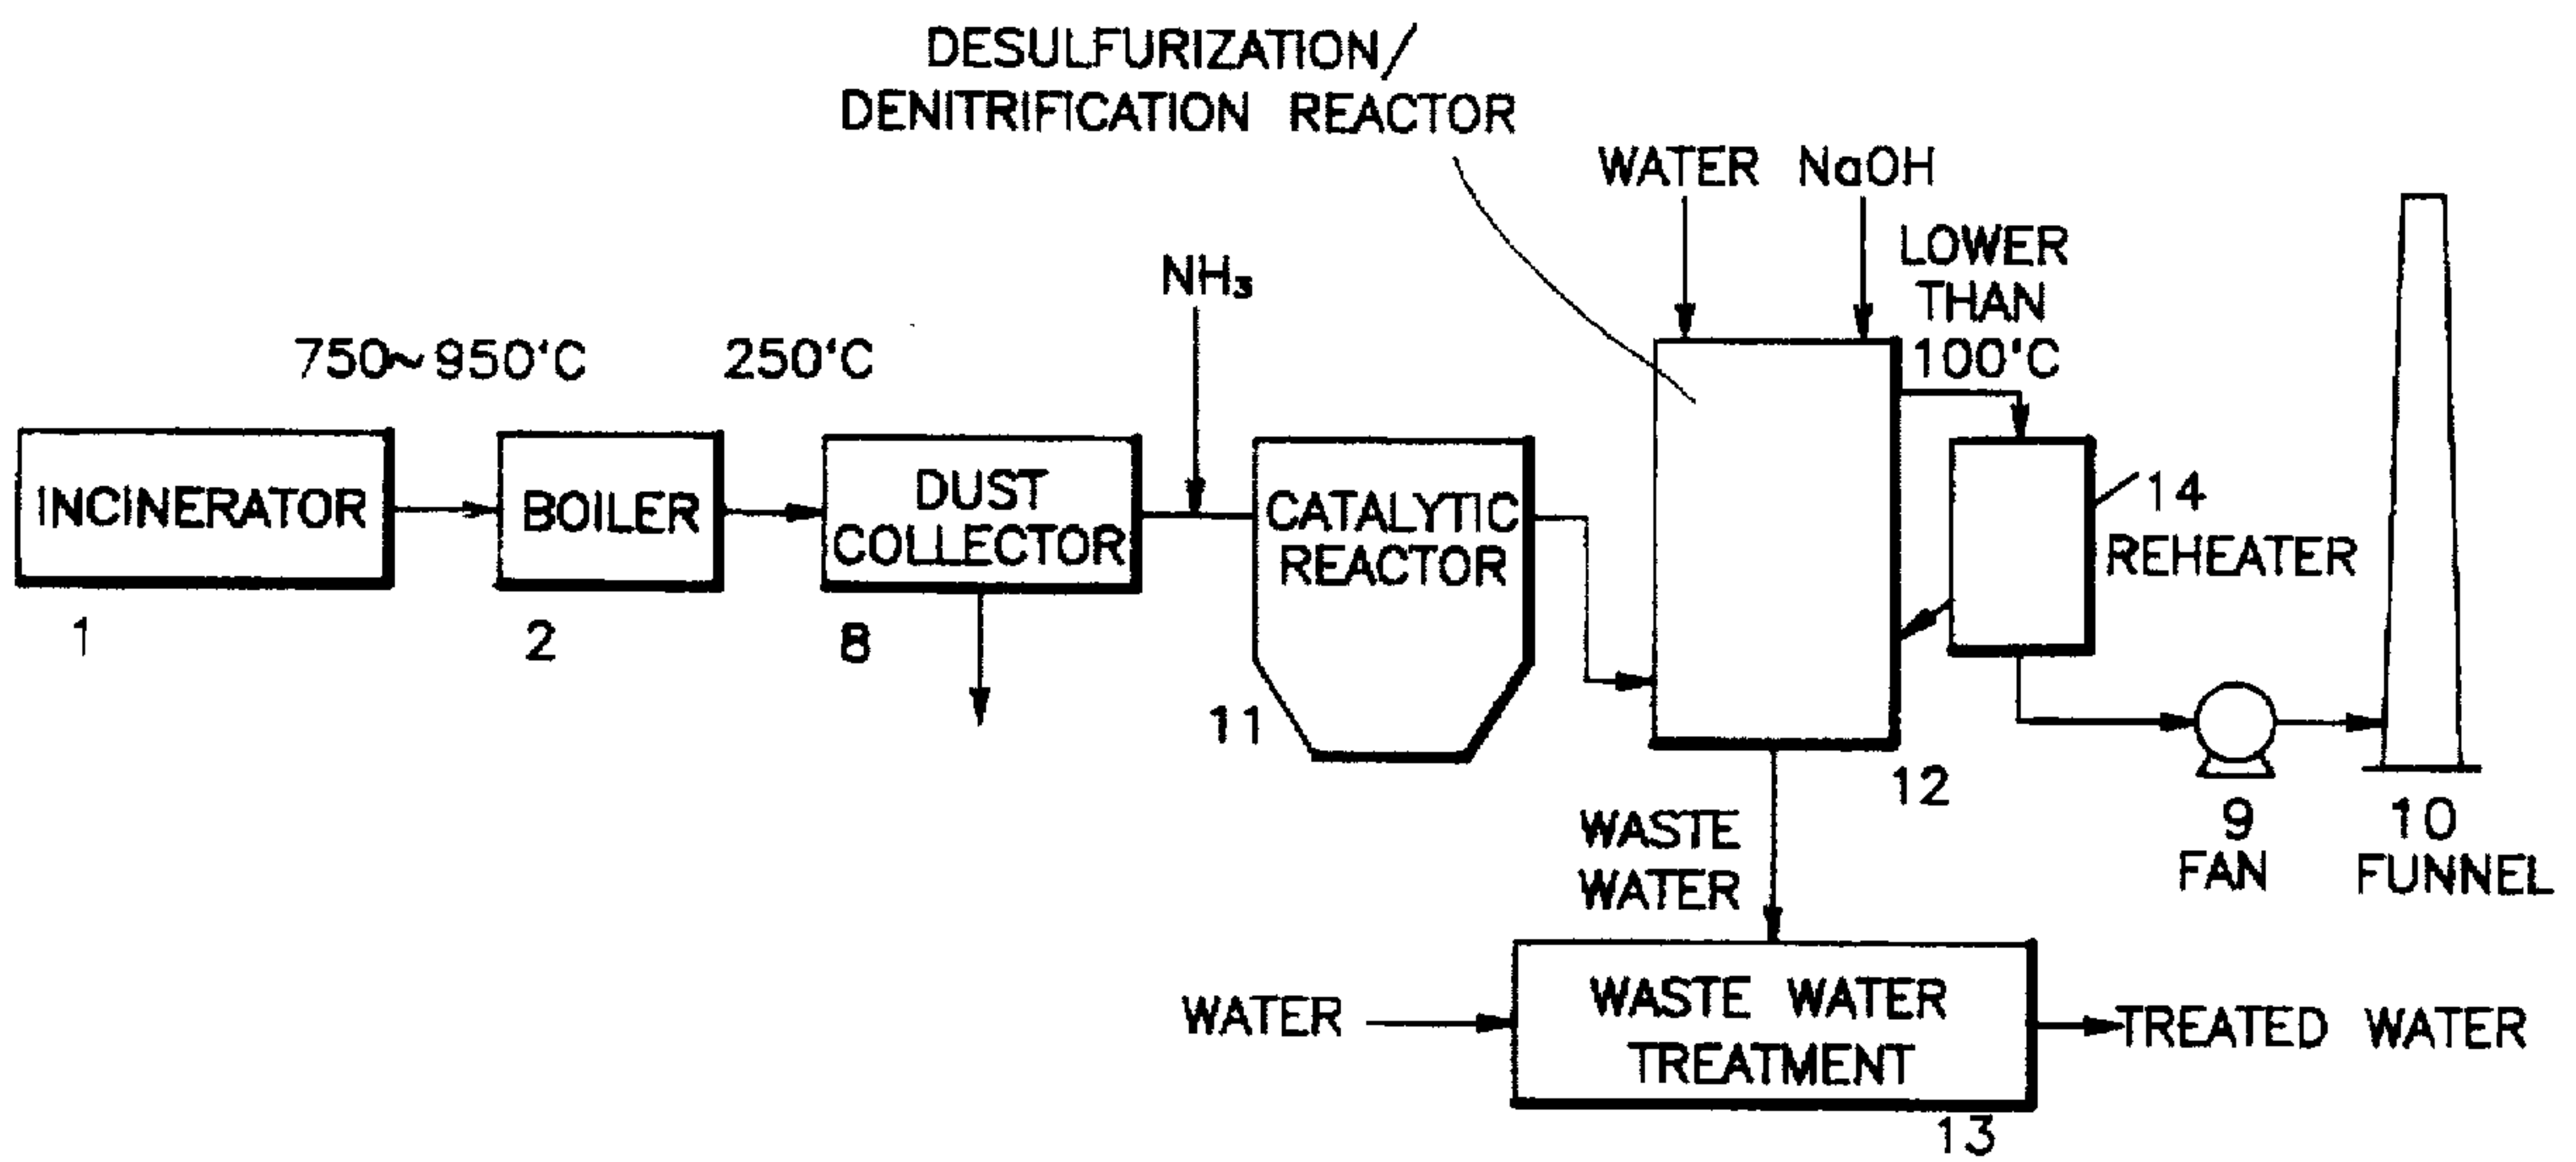 DESULFURIZATION/
DENITRIFICATION REACTOR
WATER NaOH
LOWER
THAN
100'C
NH₃
750~950'C
250'C
INCINERATOR
BOILER
DUST
COLLECTOR
CATALYTIC
REACTOR
14
REHEATER
1
2
8
11
12
9
FAN
10
FUNNEL
WASTE
WATER
WATER
WASTE WATER
TREATMENT
TREATED WATER
13